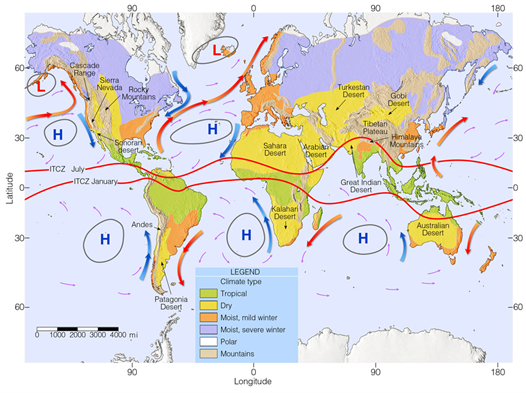 90
0
90
180
60
30
0
30
60
Latitude
Cascade
Range
Sierra
Nevada
Rocky
Mountains
Sonoran
desert
L
L
H
H
Turkestan
Desert
Gobi
Desert
Tibetan
Plateau
Himalaya
Mountains
Sahara
Desert
Arabian
Desert
Great Indian
Desert
ITCZ July
ITCZ January
Kalahari
Desert
Andes
H
H
H
Australian
Desert
Patagonia
Desert
LEGEND
Climate type
Tropical
Dry
Moist, mild winter
Moist, severe winter
Polar
Mountains
0 1000 2000 3000 4000 mi
60
30
0
30
60
90
0
90
180
Longitude